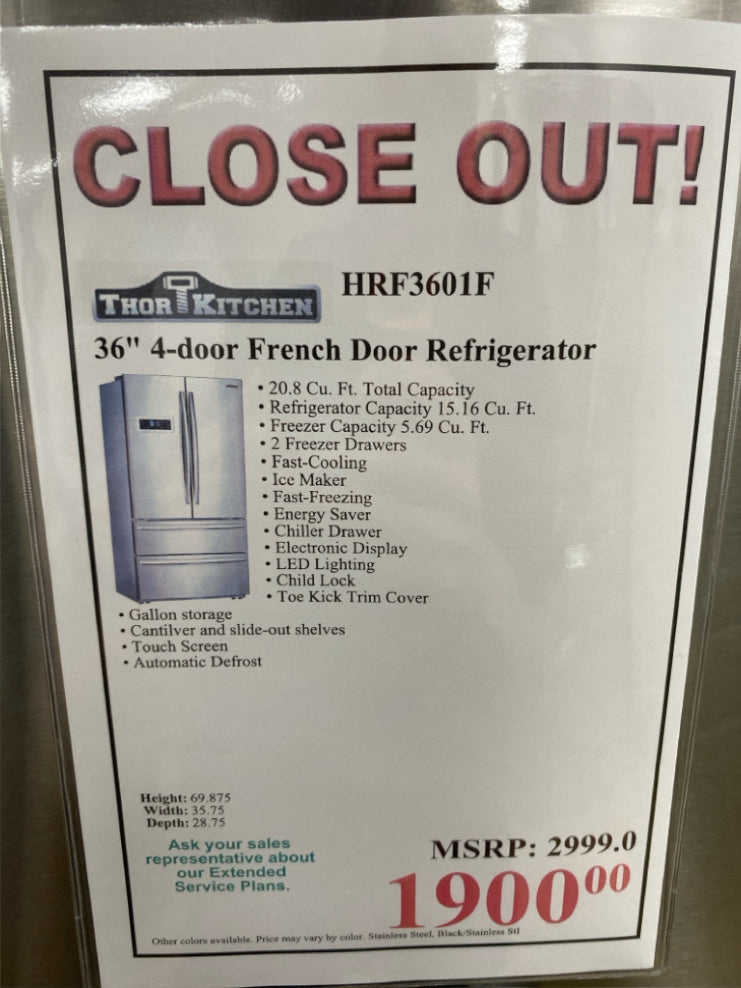 CLOSE OUT!
THOR KITCHEN
HRF3601F
36" 4-door French Door Refrigerator
• 20.8 Cu. Ft. Total Capacity
• Refrigerator Capacity 15.16 Cu. Ft.
• Freezer Capacity 5.69 Cu. Ft.
• 2 Freezer Drawers
• Fast-Cooling
• Ice Maker
• Fast-Freezing
• Energy Saver
• Chiller Drawer
• Electronic Display
• LED Lighting
• Child Lock
• Toe Kick Trim Cover
• Gallon storage
• Cantilver and slide-out shelves
• Touch Screen
• Automatic Defrost
Height: 69.875
Width: 35.75
Depth: 28.75
Ask your sales
representative about
our Extended
Service Plans.
MSRP: 2999.0
1900 00
Other colors available. Price may vary by color. Stainless Steel, Black/Stainless Stl